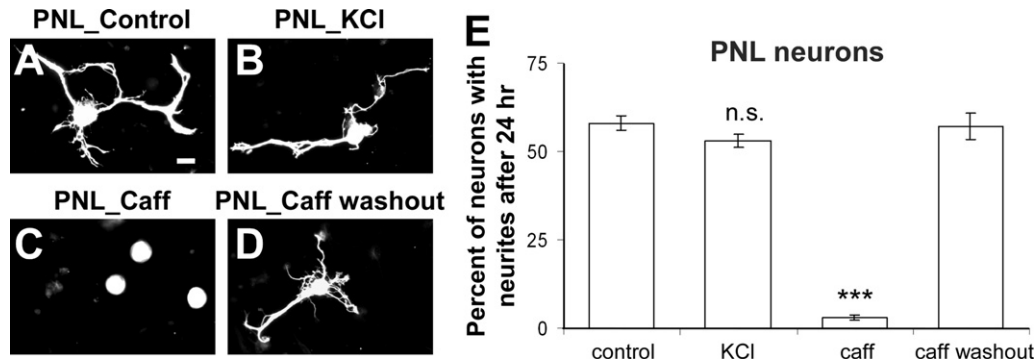 PNL_Control
PNL_KCl
A
B
PNL_Caff
PNL_Caff washout
C
D
E
PNL neurons
Percent of neurons with
neurites after 24 hr
75
50
25
0
n.s.
***
control
KCl
caff
caff washout